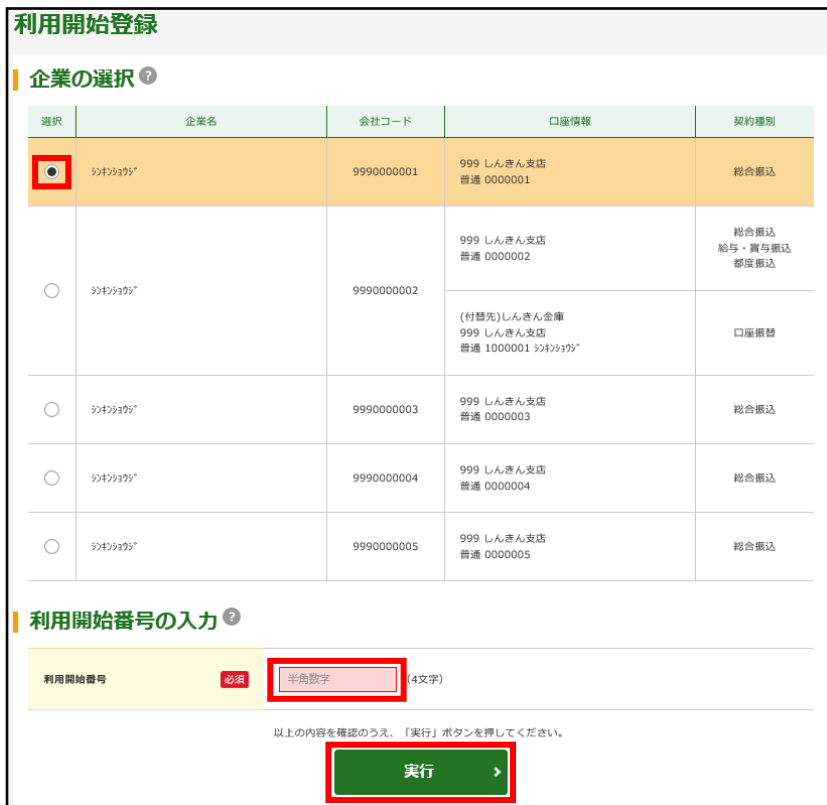 利用開始登録
企業の選択 ?
選択 企業名 会社コード 口座情報 契約種別
ｼﾝｷﾝｼｮｳｼﾞ 9990000001 999 しんきん支店 総合振込
普通 0000001
ｼﾝｷﾝｼｮｳｼﾞ 9990000002 999 しんきん支店
普通 0000002
総合振込
給与・賞与振込
都度振込
(付替先)しんきん金庫
999 しんきん支店
普通 1000001 ｼﾝｷﾝｼｮｳｼﾞ
口座振替
ｼﾝｷﾝｼｮｳｼﾞ 9990000003 999 しんきん支店 総合振込
普通 0000003
ｼﾝｷﾝｼｮｳｼﾞ 9990000004 999 しんきん支店 総合振込
普通 0000004
ｼﾝｷﾝｼｮｳｼﾞ 9990000005 999 しんきん支店 総合振込
普通 0000005
利用開始番号の入力 ?
利用開始番号 必須 半角数字 (4文字)
以上の内容を確認のうえ、「実行」ボタンを押してください。
実行